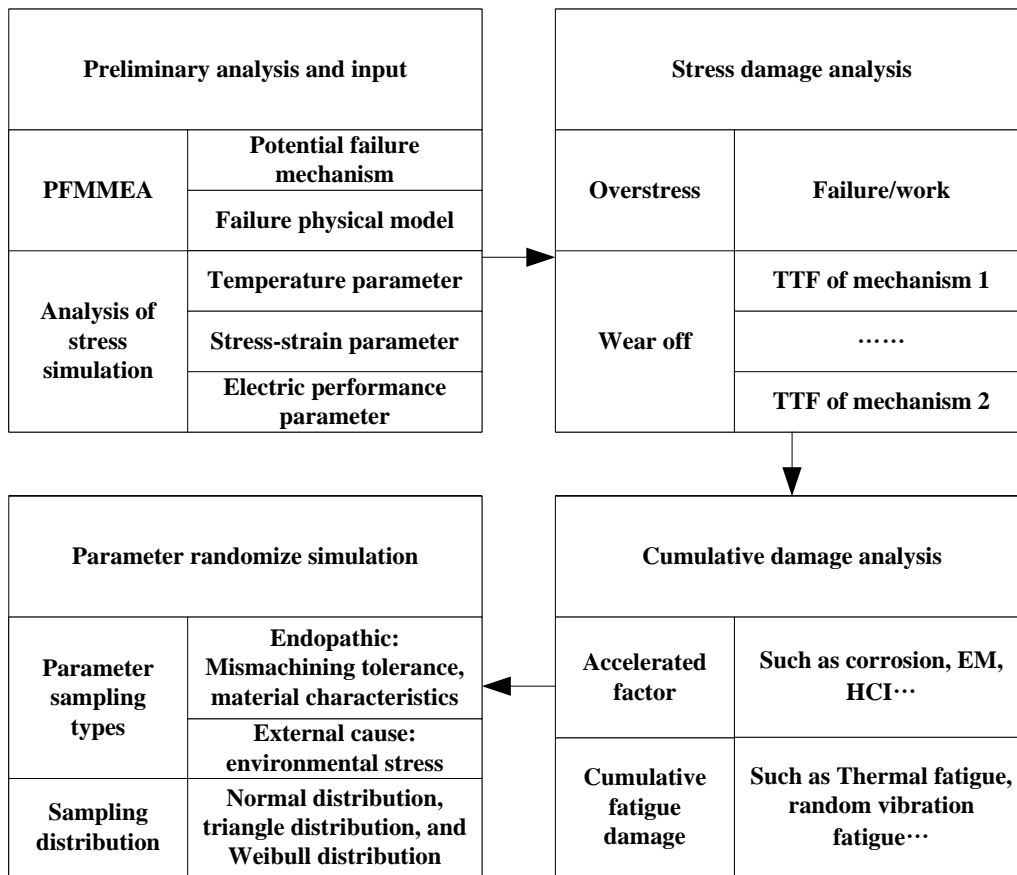 Preliminary analysis and input
PFMMEA
Potential failure
mechanism
Failure physical model
Analysis of
stress
simulation
Temperature parameter
Stress-strain parameter
Electric performance
parameter
Stress damage analysis
Overstress
Failure/work
Wear off
TTF of mechanism 1
⋯⋯
TTF of mechanism 2
Cumulative damage analysis
Accelerated
factor
Such as corrosion, EM,
HCI⋯
Cumulative
fatigue
damage
Such as Thermal fatigue,
random vibration
fatigue⋯
Parameter randomize simulation
Parameter
sampling
types
Endopathic:
Mismachining tolerance,
material characteristics
External cause:
environmental stress
Sampling
distribution
Normal distribution,
triangle distribution, and
Weibull distribution